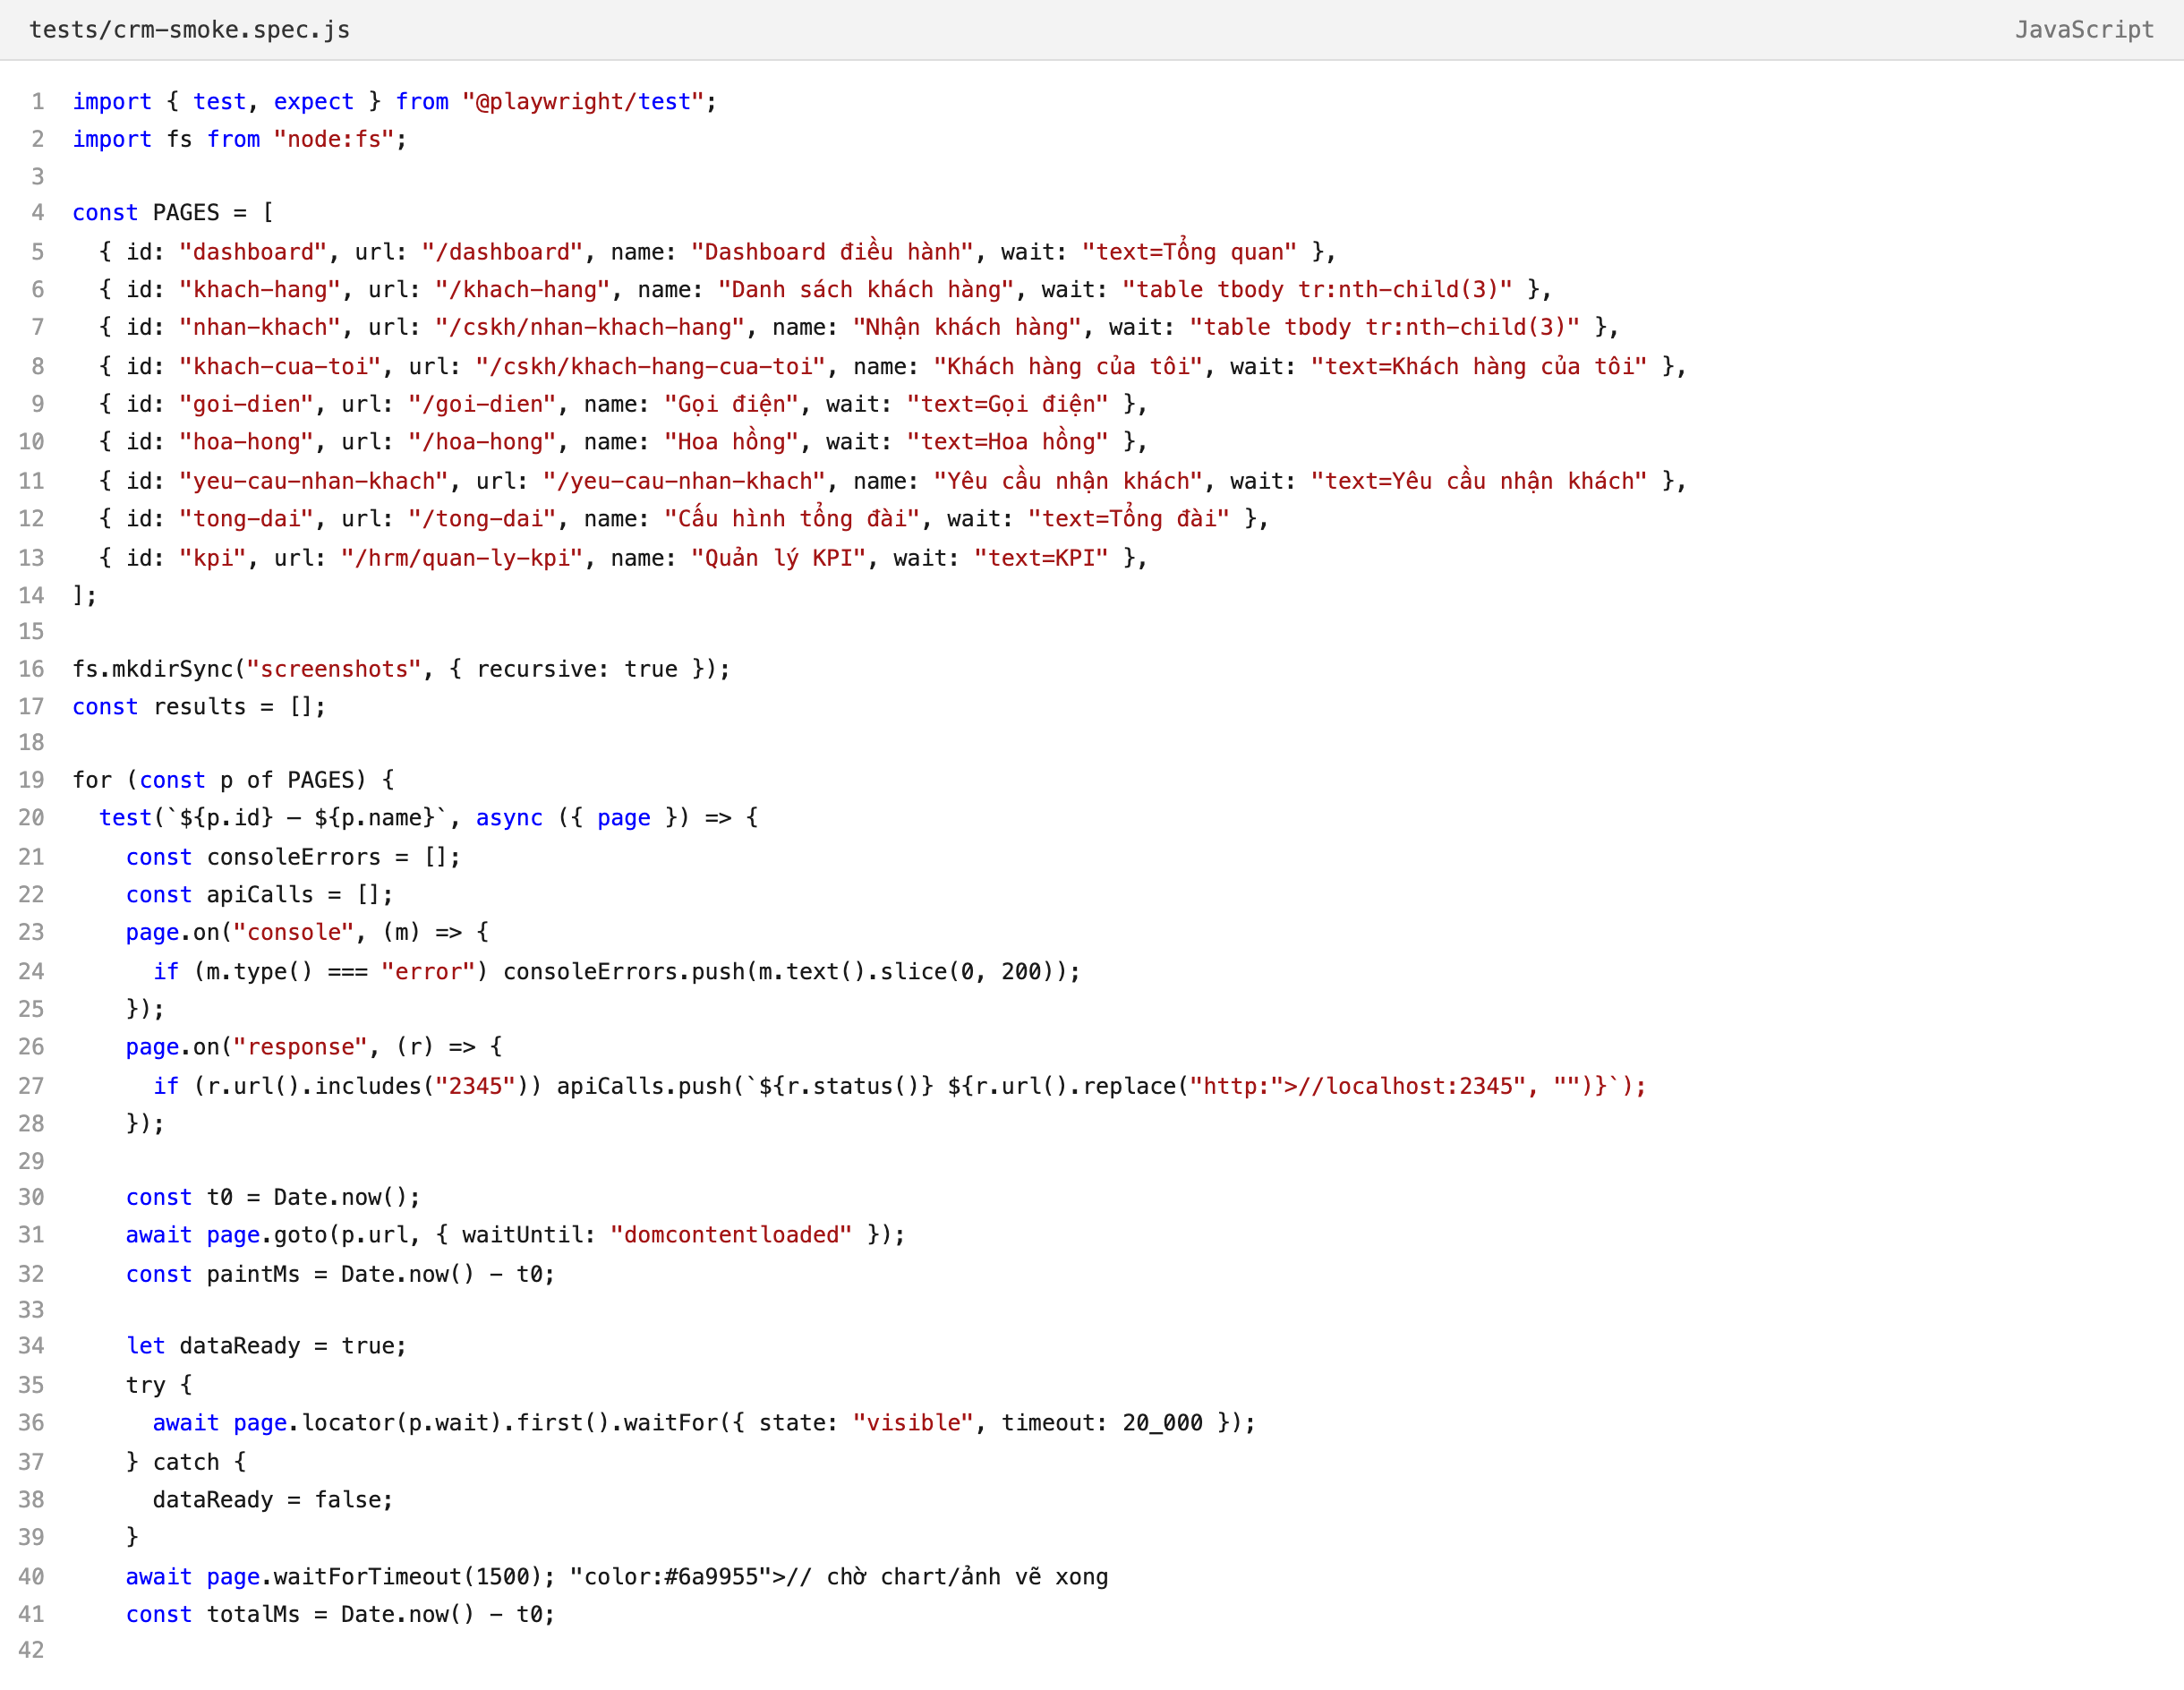 tests/crm-smoke.spec.js JavaScript
1 import { test, expect } from "@playwright/test";
2 import fs from "node:fs";
3
4 const PAGES = [
5   { id: "dashboard", url: "/dashboard", name: "Dashboard điều hành", wait: "text=Tổng quan" },
6   { id: "khach-hang", url: "/khach-hang", name: "Danh sách khách hàng", wait: "table tbody tr:nth-child(3)" },
7   { id: "nhan-khach", url: "/cskh/nhan-khach-hang", name: "Nhận khách hàng", wait: "table tbody tr:nth-child(3)" },
8   { id: "khach-cua-toi", url: "/cskh/khach-hang-cua-toi", name: "Khách hàng của tôi", wait: "text=Khách hàng của tôi" },
9   { id: "goi-dien", url: "/goi-dien", name: "Gọi điện", wait: "text=Gọi điện" },
10   { id: "hoa-hong", url: "/hoa-hong", name: "Hoa hồng", wait: "text=Hoa hồng" },
11   { id: "yeu-cau-nhan-khach", url: "/yeu-cau-nhan-khach", name: "Yêu cầu nhận khách", wait: "text=Yêu cầu nhận khách" },
12   { id: "tong-dai", url: "/tong-dai", name: "Cấu hình tổng đài", wait: "text=Tổng đài" },
13   { id: "kpi", url: "/hrm/quan-ly-kpi", name: "Quản lý KPI", wait: "text=KPI" },
14 ];
15
16 fs.mkdirSync("screenshots", { recursive: true });
17 const results = [];
18
19 for (const p of PAGES) {
20   test(`${p.id} — ${p.name}`, async ({ page }) => {
21     const consoleErrors = [];
22     const apiCalls = [];
23     page.on("console", (m) => {
24       if (m.type() === "error") consoleErrors.push(m.text().slice(0, 200));
25     });
26     page.on("response", (r) => {
27       if (r.url().includes("2345")) apiCalls.push(`${r.status()} ${r.url().replace("http:">//localhost:2345", "")}`);
28     });
29
30     const t0 = Date.now();
31     await page.goto(p.url, { waitUntil: "domcontentloaded" });
32     const paintMs = Date.now() - t0;
33
34     let dataReady = true;
35     try {
36       await page.locator(p.wait).first().waitFor({ state: "visible", timeout: 20_000 });
37     } catch {
38       dataReady = false;
39     }
40     await page.waitForTimeout(1500); "color:#6a9955">// chờ chart/ảnh vẽ xong
41     const totalMs = Date.now() - t0;
42